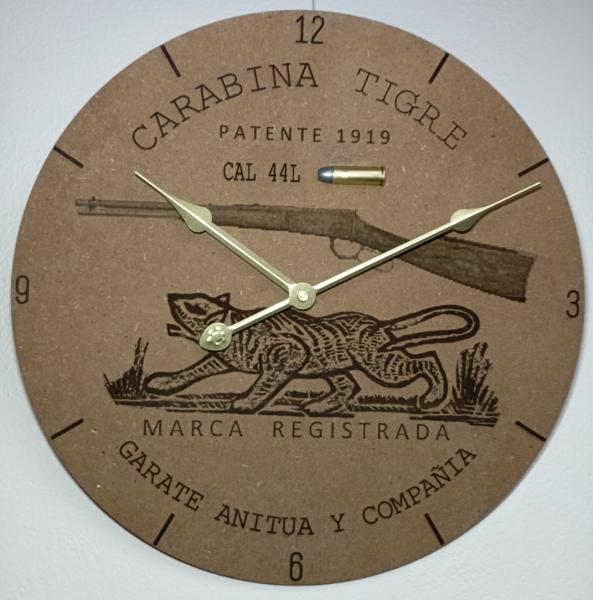 12
CARABINA TIGRE
PATENTE 1919
CAL 44L
9
3
MARCA REGISTRADA
GARATE ANITUA Y COMPAÑIA
6